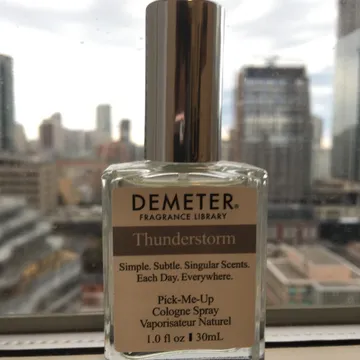 DEMETER®
FRAGRANCE LIBRARY
Thunderstorm
Simple. Subtle. Singular Scents.
Each Day. Everywhere.
Pick-Me-Up
Cologne Spray
Vaporisateur Naturel
1.0 fl oz | 30mL